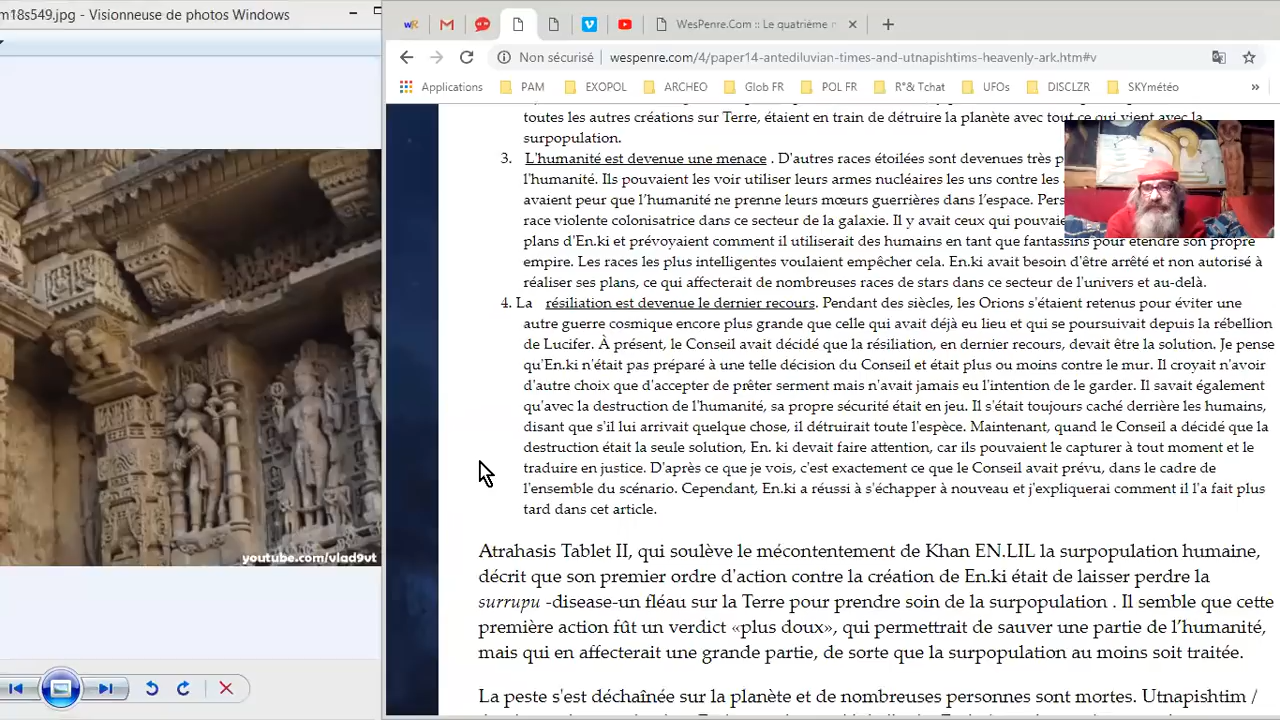 m18s549.jpg - Visionneuse de photos Windows
WesPenre.Com :: Le quatrième
Non sécurisé
wespenre.com/4/paper14-antediluvian-times-and-utnapishtims-heavenly-ark.htm#v
Applications
PAM
EXOPOL
ARCHEO
Glob FR
POL FR
R°& Tchat
UFOs
DISCLZR
SKYmétéo
»
toutes les autres créations sur Terre, étaient en train de détruire la planète avec tout ce qui vient avec la
surpopulation.
3. L'humanité est devenue une menace . D'autres races étoilées sont devenues très
l'humanité. Ils pouvaient les voir utiliser leurs armes nucléaires les uns contre les
avaient peur que l'humanité ne prenne leurs mœurs guerrières dans l'espace.
race violente colonisatrice dans ce secteur de la galaxie. Il y avait ceux qui
plans d'En.ki et prévoyaient comment il utiliserait des humains en tant que fantassins pour étendre son propre
empire. Les races les plus intelligentes voulaient empêcher cela. En.ki avait besoin d'être arrêté et non autorisé à
réaliser ses plans, ce qui affecterait de nombreuses races de stars dans ce secteur de l'univers et au-delà.
4. La résiliation est devenue le dernier recours. Pendant des siècles, les Orions s'étaient retenus pour éviter une
autre guerre cosmique encore plus grande que celle qui avait déjà eu lieu et qui se poursuivait depuis la rébellion
de Lucifer. À présent, le Conseil avait décidé que la résiliation, en dernier recours, devait être la solution. Je pense
qu'En.ki n'était pas préparé à une telle décision du Conseil et était plus ou moins contre le mur. Il croyait n'avoir
d'autre choix que d'accepter de prêter serment mais n'avait jamais eu l'intention de le garder. Il savait également
qu'avec la destruction de l'humanité, sa propre sécurité était en jeu. Il s'était toujours caché derrière les humains,
disant que s'il lui arrivait quelque chose, il détruirait toute l'espèce. Maintenant, quand le Conseil a décidé que la
destruction était la seule solution, En. ki devait faire attention, car ils pouvaient le capturer à tout moment et le
traduire en justice. D'après ce que je vois, c'est exactement ce que le Conseil avait prévu, dans le cadre de
l'ensemble du scénario. Cependant, En.ki a réussi à s'échapper à nouveau et j'expliquerai comment il l'a fait plus
tard dans cet article.
Atrahasis Tablet II, qui soulève le mécontentement de Khan EN.LIL la surpopulation humaine,
décrit que son premier ordre d'action contre la création de En.ki était de laisser perdre la
surrupu -disease-un fléau sur la Terre pour prendre soin de la surpopulation . Il semble que cette
première action fût un verdict «plus doux», qui permettrait de sauver une partie de l'humanité,
mais qui en affecterait une grande partie, de sorte que la surpopulation au moins soit traitée.
La peste s'est déchaînée sur la planète et de nombreuses personnes sont mortes. Utnapishtim /
youtube.com/vlad9vt